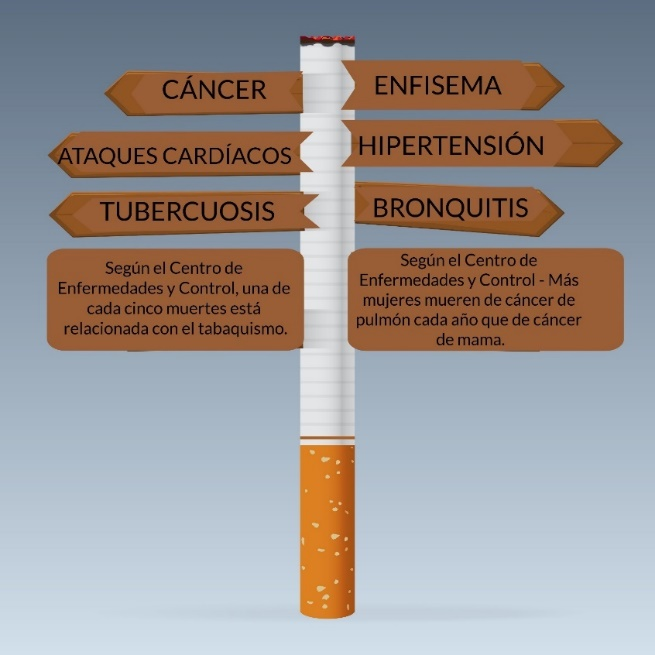 CÁNCER
ENFISEMA
ATAQUES CARDÍACOS
HIPERTENSIÓN
TUBERCUOSIS
BRONQUITIS
Según el Centro de
Enfermedades y Control, una de
cada cinco muertes está
relacionada con el tabaquismo.
Según el Centro de
Enfermedades y Control - Más
mujeres mueren de cáncer de
pulmón cada año que de cáncer
de mama.